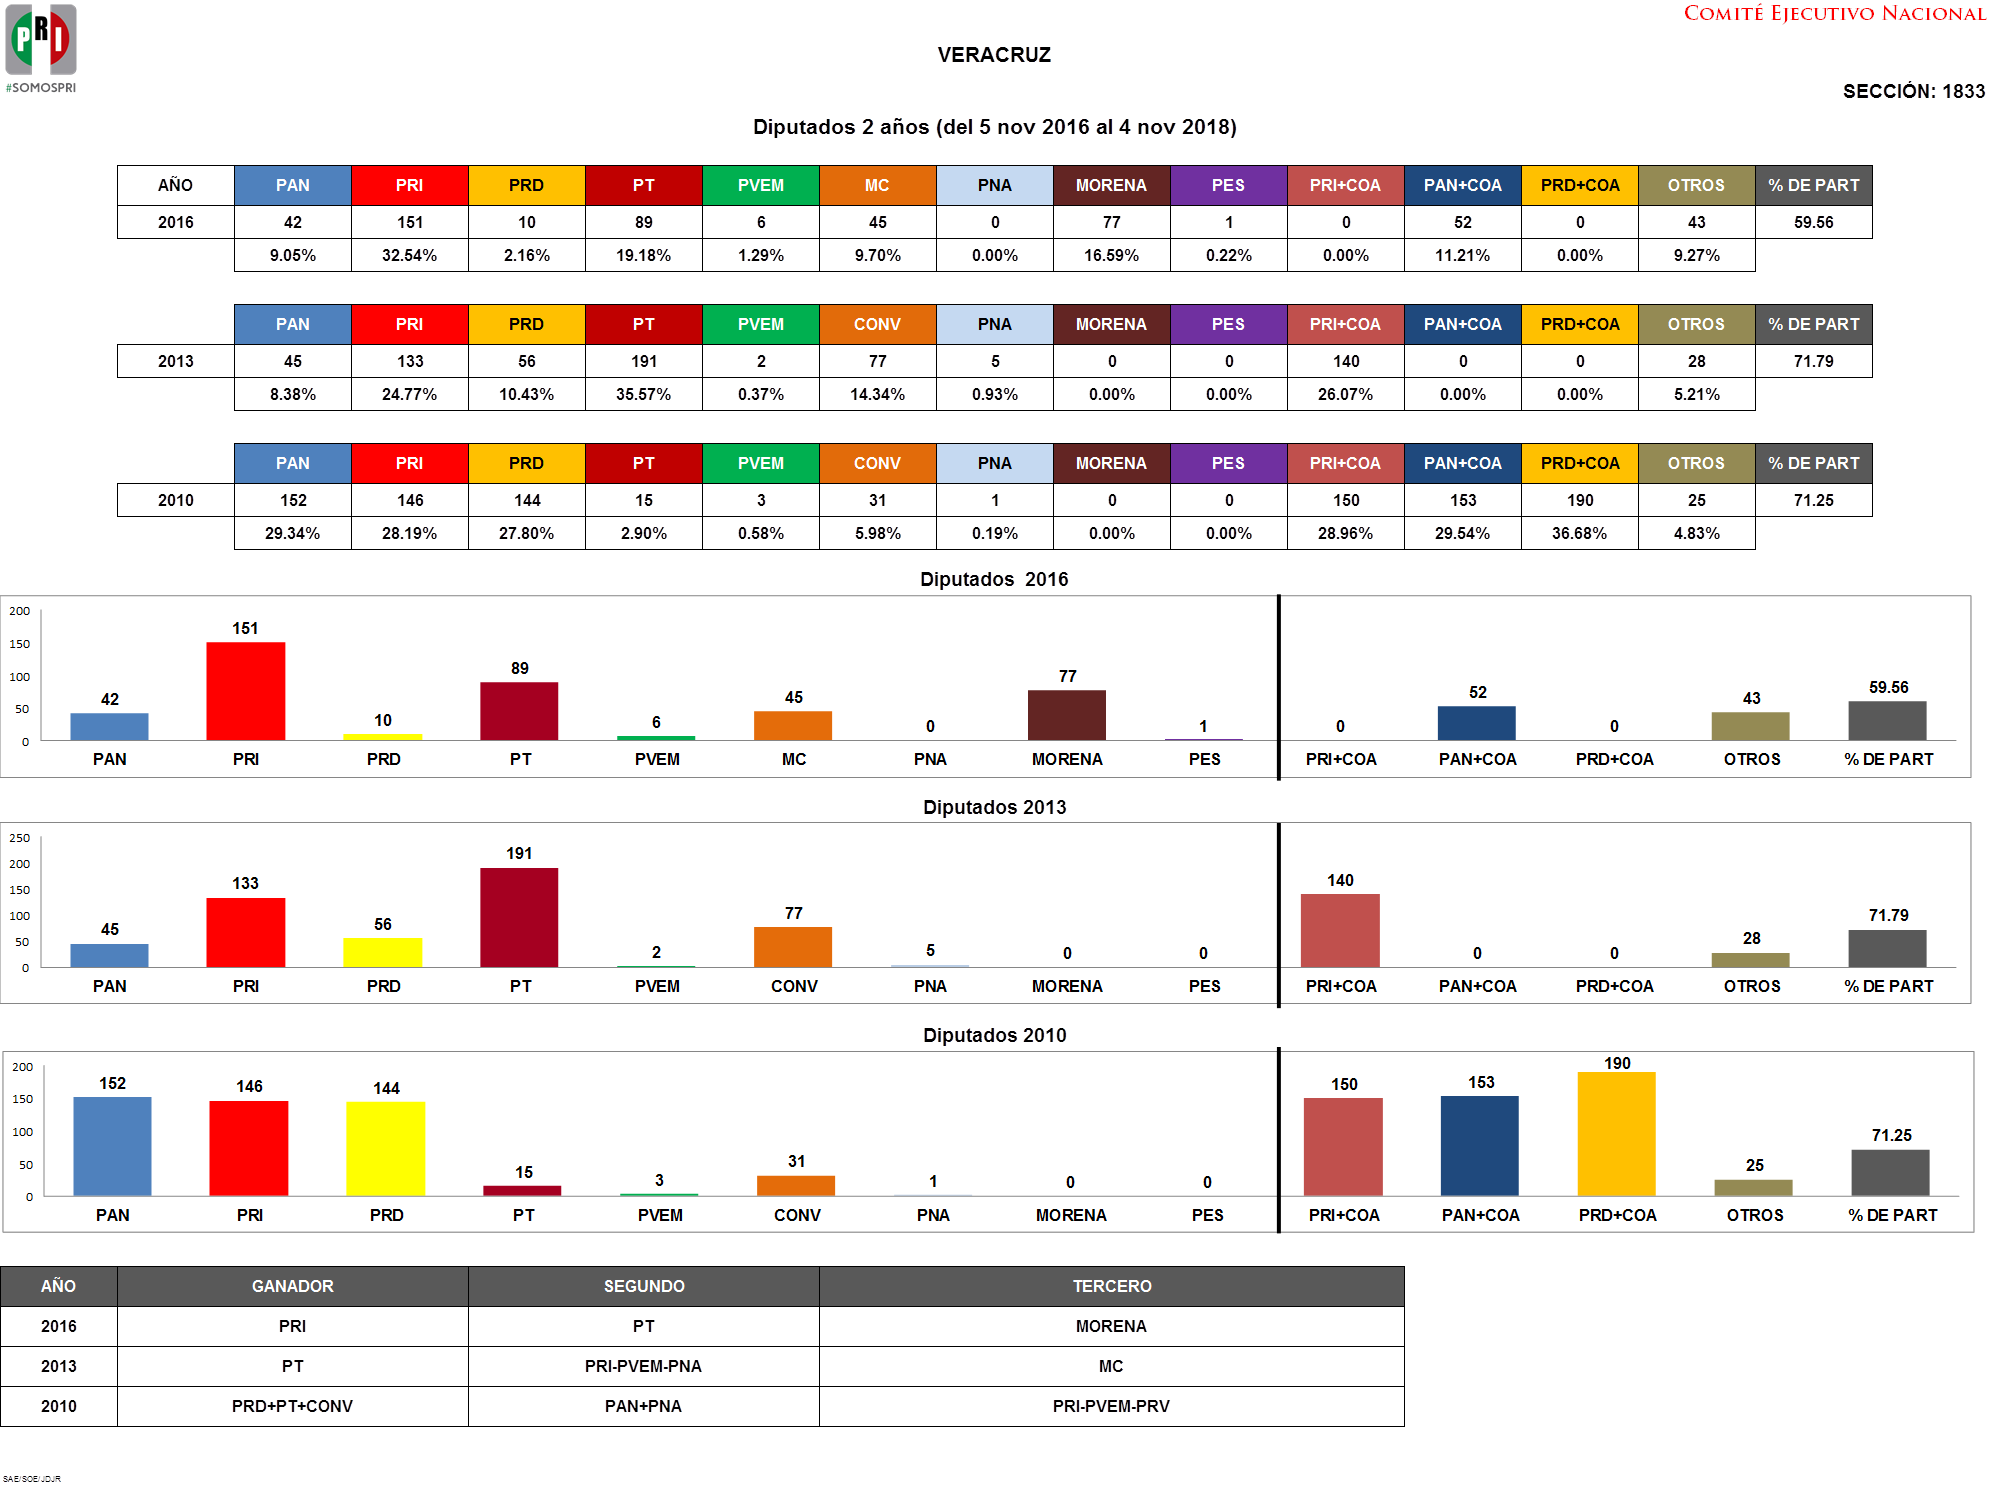 PRI
#SOMOSPRI
COMITÉ EJECUTIVO NACIONAL
VERACRUZ
SECCIÓN: 1833
Diputados 2 años (del 5 nov 2016 al 4 nov 2018)
AÑO PAN PRI PRD PT PVEM MC PNA MORENA PES PRI+COA PAN+COA PRD+COA OTROS % DE PART
2016 42 151 10 89 6 45 0 77 1 0 52 0 43 59.56
9.05% 32.54% 2.16% 19.18% 1.29% 9.70% 0.00% 16.59% 0.22% 0.00% 11.21% 0.00% 9.27%
PAN PRI PRD PT PVEM CONV PNA MORENA PES PRI+COA PAN+COA PRD+COA OTROS % DE PART
2013 45 133 56 191 2 77 5 0 0 140 0 0 28 71.79
8.38% 24.77% 10.43% 35.57% 0.37% 14.34% 0.93% 0.00% 0.00% 26.07% 0.00% 0.00% 5.21%
PAN PRI PRD PT PVEM CONV PNA MORENA PES PRI+COA PAN+COA PRD+COA OTROS % DE PART
2010 152 146 144 15 3 31 1 0 0 150 153 190 25 71.25
29.34% 28.19% 27.80% 2.90% 0.58% 5.98% 0.19% 0.00% 0.00% 28.96% 29.54% 36.68% 4.83%
Diputados 2016
200
150
100
50
0
42 151 10 89 6 45 0 77 1 0 52 0 43 59.56
PAN PRI PRD PT PVEM MC PNA MORENA PES PRI+COA PAN+COA PRD+COA OTROS % DE PART
Diputados 2013
250
200
150
100
50
0
45 133 56 191 2 77 5 0 0 140 0 0 28 71.79
PAN PRI PRD PT PVEM CONV PNA MORENA PES PRI+COA PAN+COA PRD+COA OTROS % DE PART
Diputados 2010
200
150
100
50
0
152 146 144 15 3 31 1 0 0 150 153 190 25 71.25
PAN PRI PRD PT PVEM CONV PNA MORENA PES PRI+COA PAN+COA PRD+COA OTROS % DE PART
AÑO GANADOR SEGUNDO TERCERO
2016 PRI PT MORENA
2013 PT PRI-PVEM-PNA MC
2010 PRD+PT+CONV PAN+PNA PRI-PVEM-PRV
SAE/SOE/JDJR